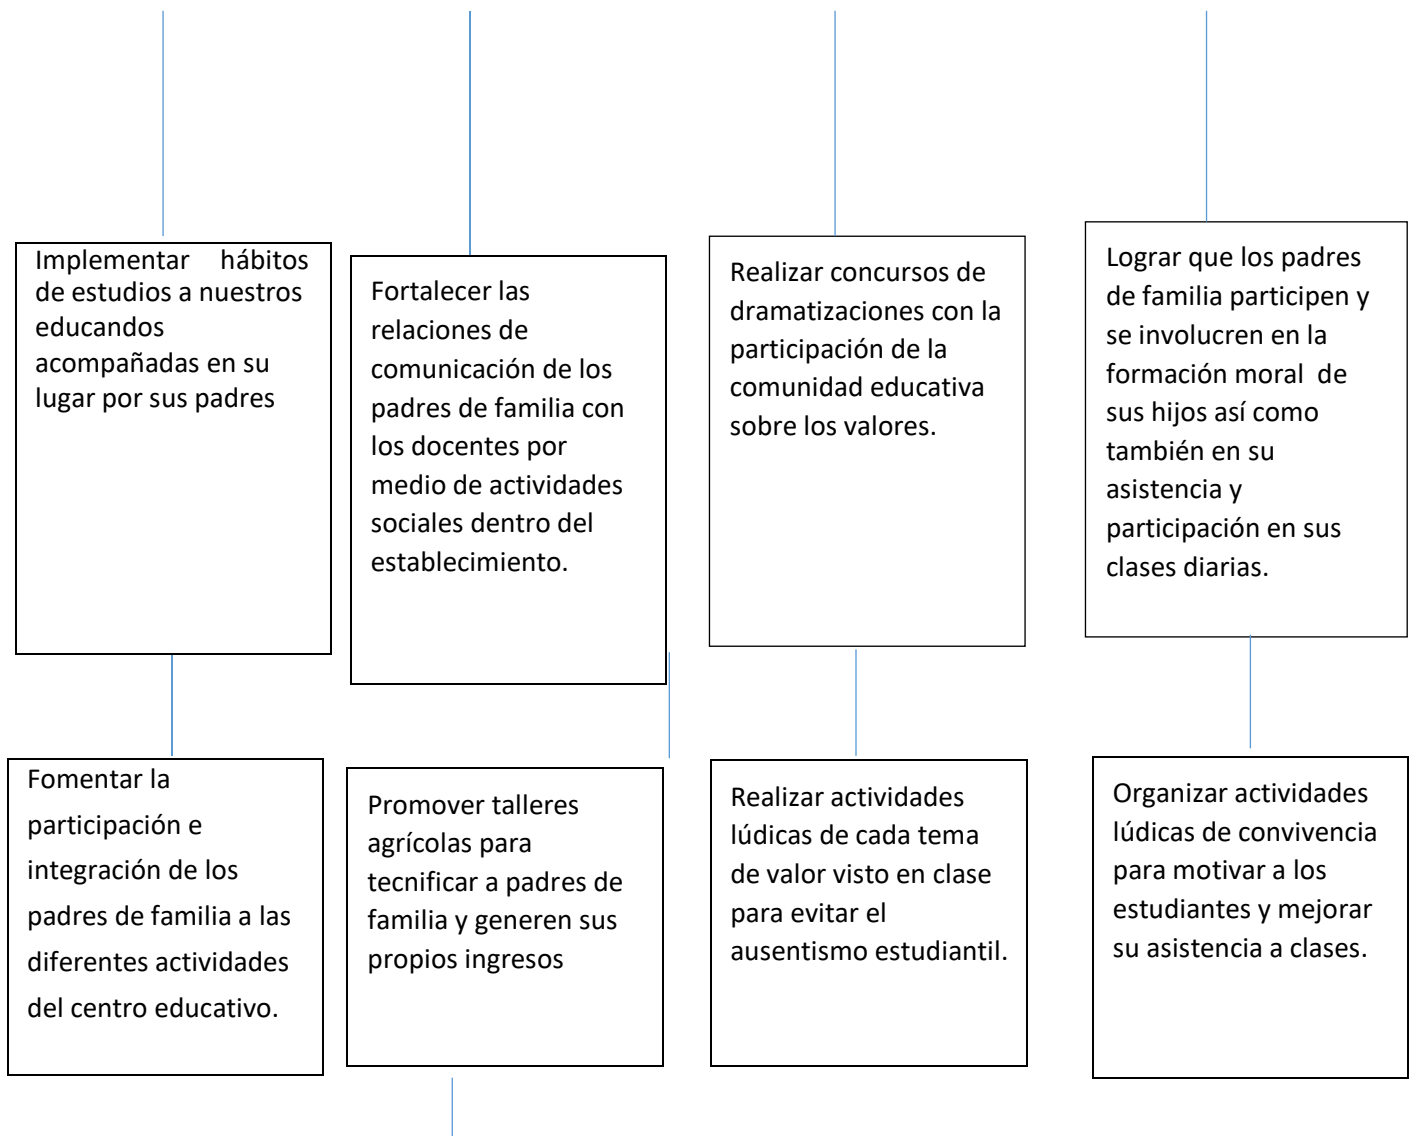 Implementar hábitos
de estudios a nuestros
educandos
acompañadas en su
lugar por sus padres
Fortalecer las
relaciones de
comunicación de los
padres de familia con
los docentes por
medio de actividades
sociales dentro del
establecimiento.
Realizar concursos de
dramatizaciones con la
participación de la
comunidad educativa
sobre los valores.
Lograr que los padres
de familia participen y
se involucren en la
formación moral  de
sus hijos así como
también en su
asistencia y
participación en sus
clases diarias.
Fomentar la
participación e
integración de los
padres de familia a las
diferentes actividades
del centro educativo.
Promover talleres
agrícolas para
tecnificar a padres de
familia y generen sus
propios ingresos
Realizar actividades
lúdicas de cada tema
de valor visto en clase
para evitar el
ausentismo estudiantil.
Organizar actividades
lúdicas de convivencia
para motivar a los
estudiantes y mejorar
su asistencia a clases.